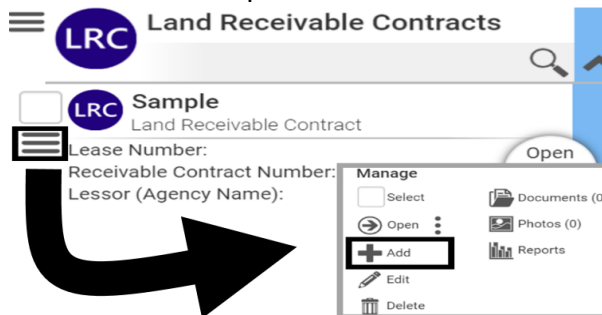 LRC
Land Receivable Contracts
LRC
Sample
Land Receivable Contract
Lease Number:
Open
Receivable Contract Number:
Lessor (Agency Name):
Manage
Select
Documents (0
Open
Photos (0)
Add
Reports
Edit
Delete